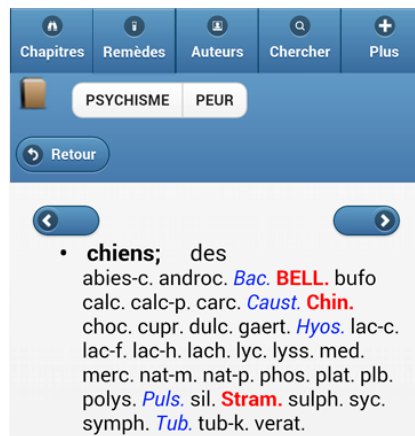 Chapitres Remèdes Auteurs Chercher Plus
PSYCHISME PEUR
Retour
• chiens; des
abies-c. androc. Bac. BELL. bufo
calc. calc-p. carc. Caust. Chin.
choc. cupr. dulc. gaert. Hyos. lac-c.
lac-f. lac-h. lach. lyc. lyss. med.
merc. nat-m. nat-p. phos. plat. plb.
polys. Puls. sil. Stram. sulph. syc.
symph. Tub. tub-k. verat.